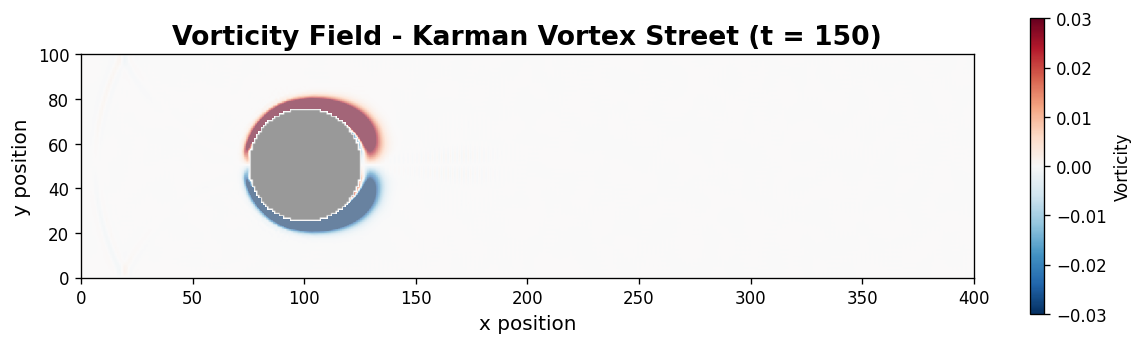 Vorticity Field - Karman Vortex Street (t = 150)
100
80
60
40
20
0
y position
0 50 100 150 200 250 300 350 400
x position
0.03
0.02
0.01
0.00
−0.01
−0.02
−0.03
Vorticity